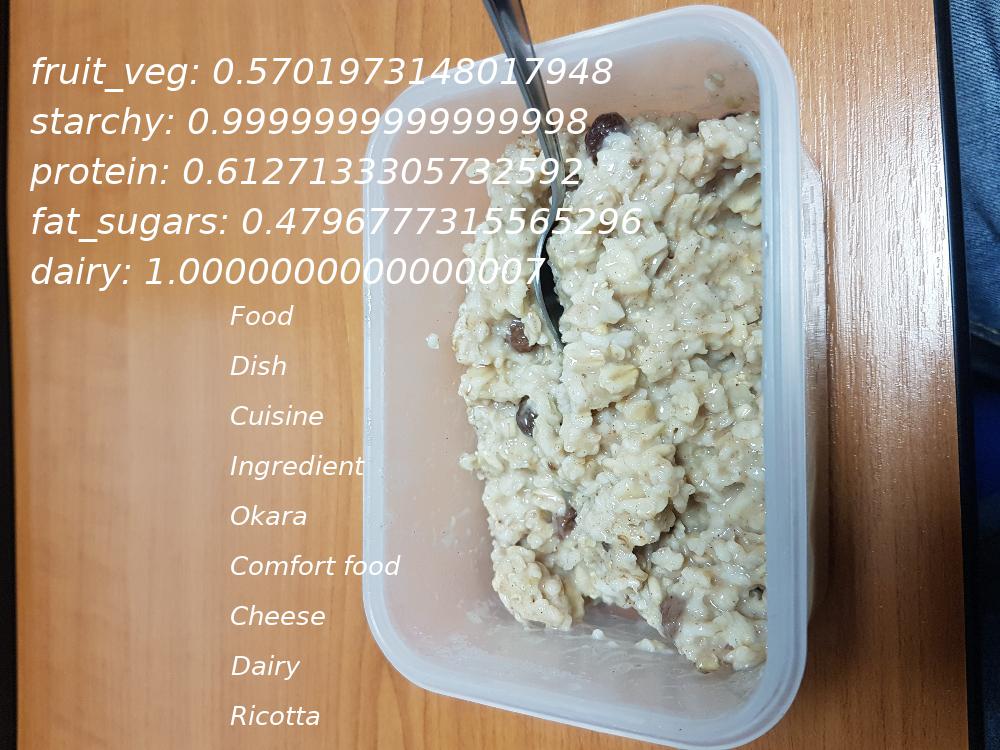 fruit_veg: 0.5701973148017948
starchy: 0.9999999999999998
protein: 0.6127133305732592
fat_sugars: 0.4796777315565296
dairy: 1.0000000000000007
Food
Dish
Cuisine
Ingredient
Okara
Comfort food
Cheese
Dairy
Ricotta